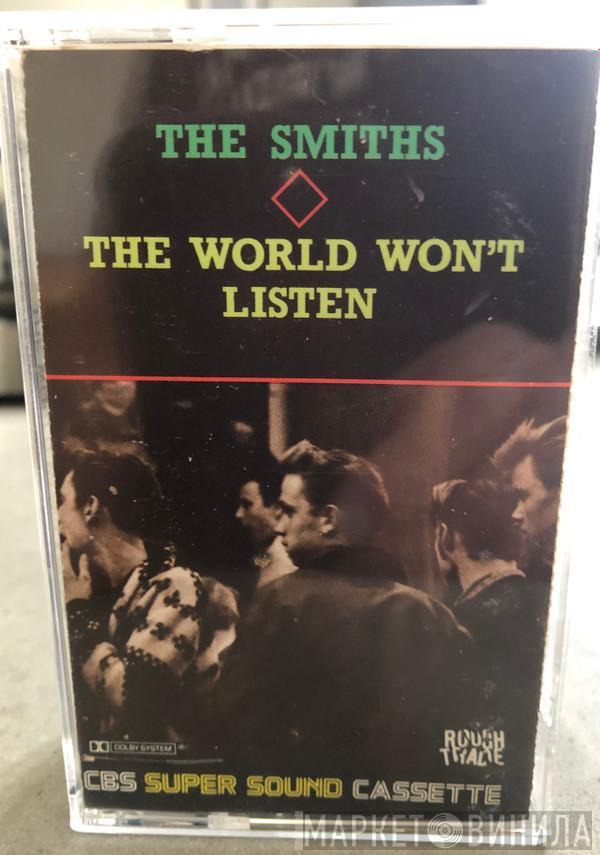 THE SMITHS
THE WORLD WON'T
LISTEN
DOLBY SYSTEM
ROUGH
TRADE
CBS SUPER SOUND CASSETTE
МАРКЕТ ВИНИЛА